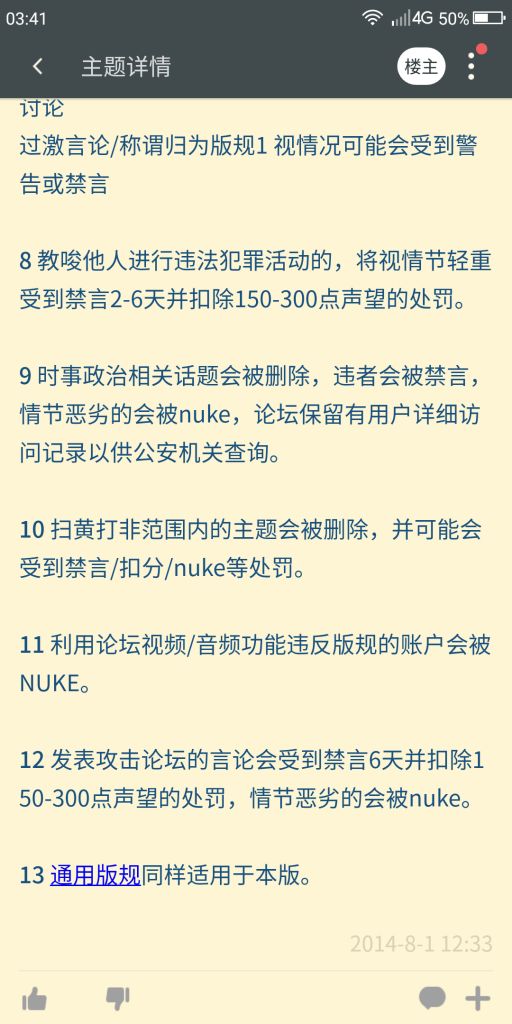 03:41
4G 50%
主题详情
楼主
讨论
过激言论/称谓归为版规1 视情况可能会受到警
告或禁言
8 教唆他人进行违法犯罪活动的，将视情节轻重
受到禁言2-6天并扣除150-300点声望的处罚。
9 时事政治相关话题会被删除，违者会被禁言，
情节恶劣的会被nuke，论坛保留有用户详细访
问记录以供公安机关查询。
10 扫黄打非范围内的主题会被删除，并可能会
受到禁言/扣分/nuke等处罚。
11 利用论坛视频/音频功能违反版规的账户会被
NUKE。
12 发表攻击论坛的言论会受到禁言6天并扣除1
50-300点声望的处罚，情节恶劣的会被nuke。
13 通用版规同样适用于本版。
2014-8-1 12:33